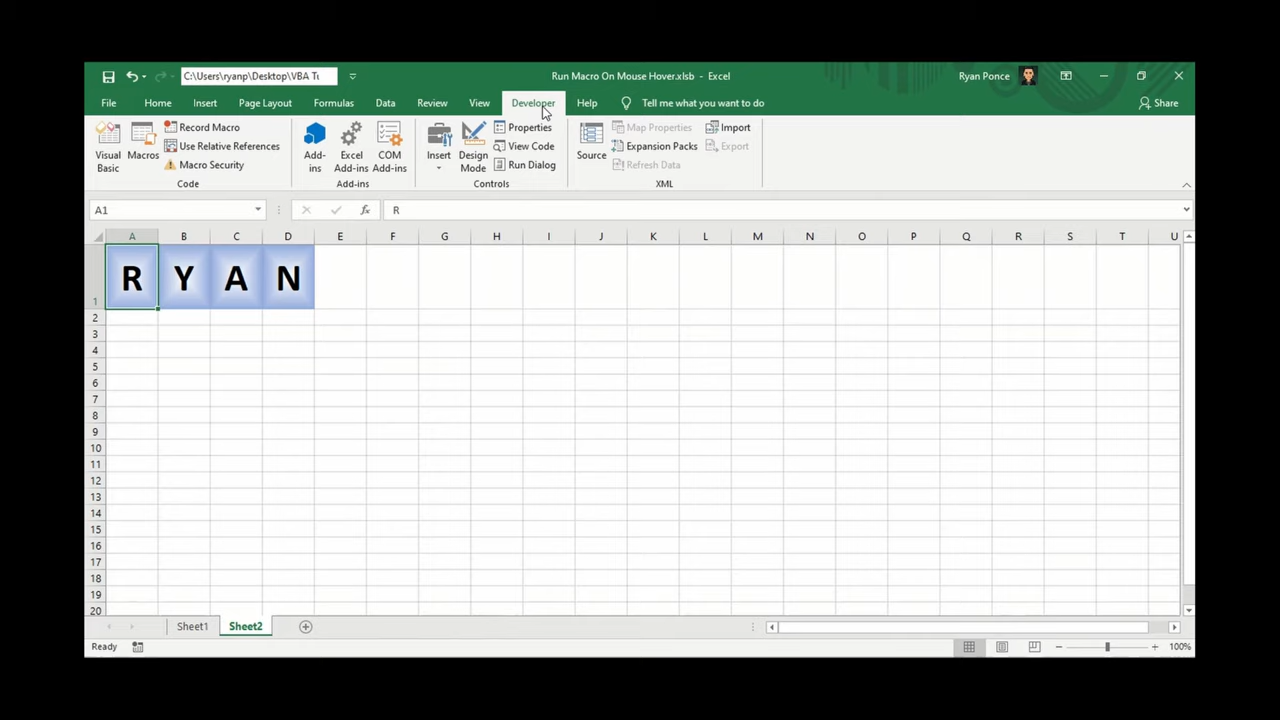 C:\Users\ryanp\Desktop\VBA Tu
Run Macro On Mouse Hover.xlsb - Excel
Ryan Ponce
File Home Insert Page Layout Formulas Data Review View Developer Help Tell me what you want to do Share
Visual Basic
Macros
Record Macro
Use Relative References
Macro Security
Code
Add-ins
Excel Add-ins
COM Add-ins
Add-ins
Insert
Design Mode
Properties
View Code
Run Dialog
Controls
Source
Map Properties
Expansion Packs
Refresh Data
Import
Export
XML
A1 fx R
A B C D E F G H I J K L M N O P Q R S T U
1 R Y A N
2
3
4
5
6
7
8
9
10
11
12
13
14
15
16
17
18
19
20
Sheet1 Sheet2
Ready 100%